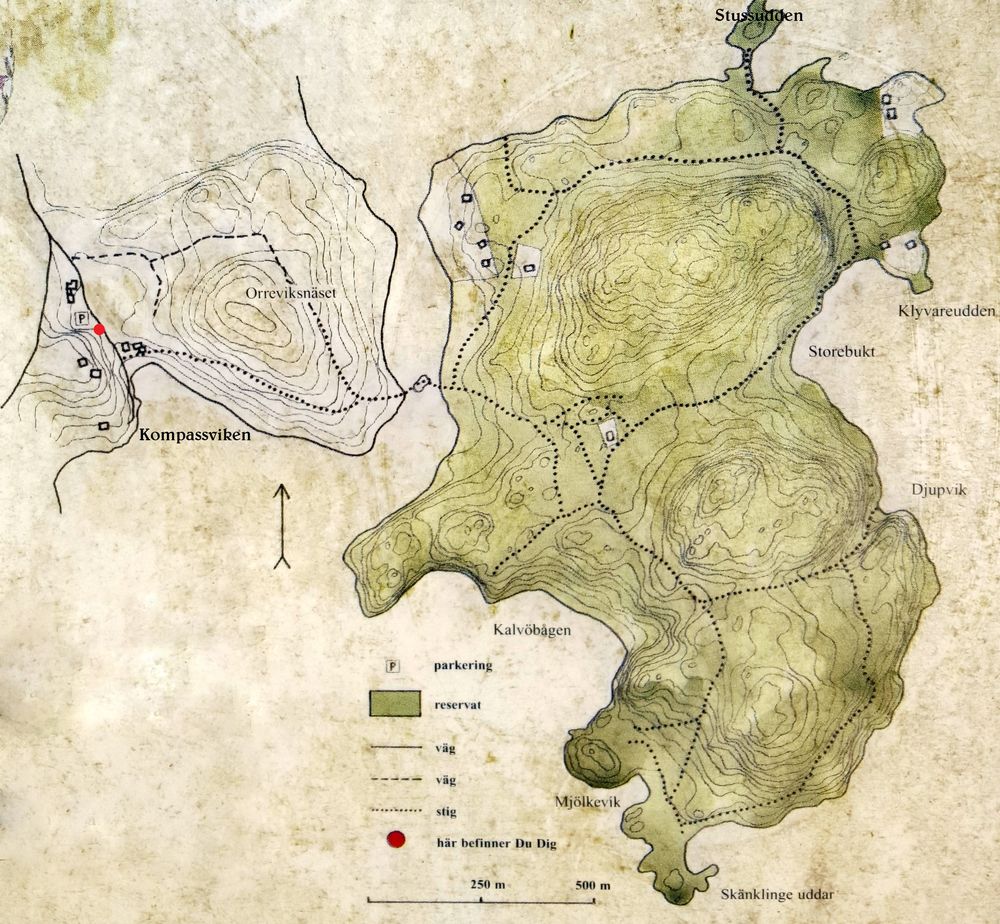 Stussudden
Orreviksnäset
Klyvareudden
Storebukt
P
Kompassviken
Djupvik
Kalvöbågen
P parkering
reservat
väg
väg
stig
Mjölkevik
här befinner Du Dig
250 m 500 m
Skänklinge uddar